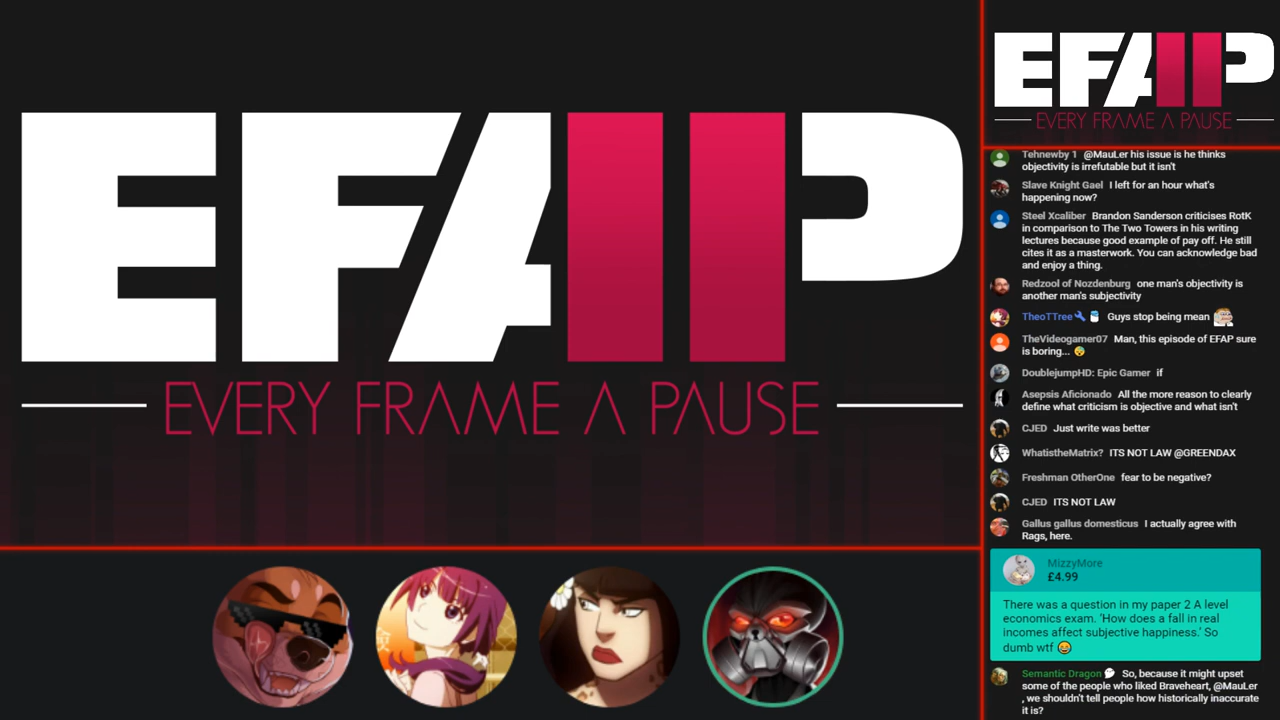 EFAP
EVERY FRAME A PAUSE
EFAP
EVERY FRAME A PAUSE
Tehnewby 1 @MauLer his issue is he thinks
objectivity is irrefutable but it isn't
Slave Knight Gael I left for an hour what's
happening now?
Steel Xcaliber Brandon Sanderson criticises RotK
in comparison to The Two Towers in his writing
lectures because good example of pay off. He still
cites it as a masterwork. You can acknowledge bad
and enjoy a thing.
Redzool of Nozdenburg one man's objectivity is
another man's subjectivity
TheoTTree Guys stop being mean
TheVideogamer07 Man, this episode of EFAP sure
is boring... 😴
DoublejumpHD: Epic Gamer if
Asepsis Aficionado All the more reason to clearly
define what criticism is objective and what isn't
CJED Just write was better
WhatistheMatrix? ITS NOT LAW @GREENDAX
Freshman OtherOne fear to be negative?
CJED ITS NOT LAW
Gallus gallus domesticus I actually agree with
Rags, here.
MizzyMore
£4.99
There was a question in my paper 2 A level
economics exam. 'How does a fall in real
incomes affect subjective happiness.' So
dumb wtf 😂
Semantic Dragon So, because it might upset
some of the people who liked Braveheart, @MauLer
, we shouldn't tell people how historically inaccurate
it is?